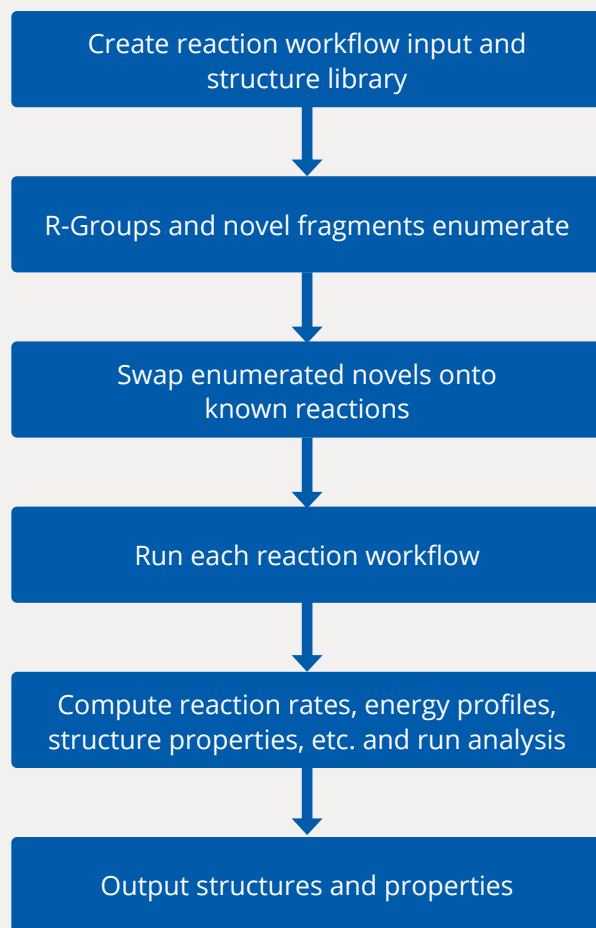 Create reaction workflow input and
structure library
R-Groups and novel fragments enumerate
Swap enumerated novels onto
known reactions
Run each reaction workflow
Compute reaction rates, energy profiles,
structure properties, etc. and run analysis
Output structures and properties